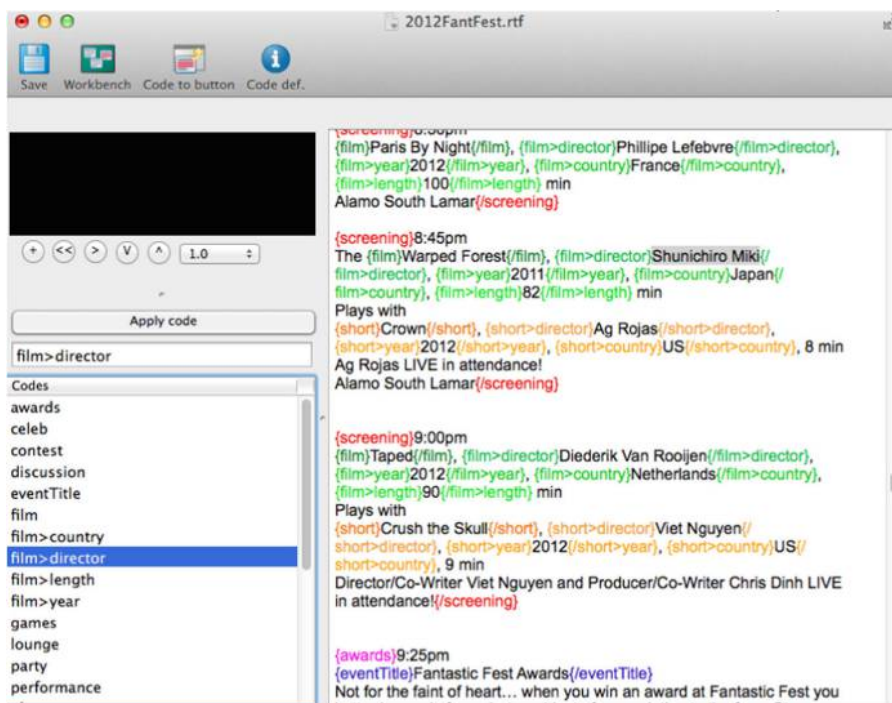 2012FantFest.rtf
Save Workbench Code to button Code def.
{screening}8:30pm
{film}Paris By Night{/film}, {film>director}Phillipe Lefebvre{/film>director},
{film>year}2012{/film>year}, {film>country}France{/film>country},
{film>length}100{/film>length} min
Alamo South Lamar{/screening}
{screening}8:45pm
The {film}Warped Forest{/film}, {film>director}Shunichiro Miki{/
film>director}, {film>year}2011{/film>year}, {film>country}Japan{/
film>country}, {film>length}82{/film>length} min
Plays with
{short}Crown{/short}, {short>director}Ag Rojas{/short>director},
{short>year}2012{/short>year}, {short>country}US{/short>country}, 8 min
Ag Rojas LIVE in attendance!
Alamo South Lamar{/screening}
{screening}9:00pm
{film}Taped{/film}, {film>director}Diederik Van Rooijen{/film>director},
{film>year}2012{/film>year}, {film>country}Netherlands{/film>country},
{film>length}90{/film>length} min
Plays with
{short}Crush the Skull{/short}, {short>director}Viet Nguyen{/
short>director}, {short>year}2012{/short>year}, {short>country}US{/
short>country}, 9 min
Director/Co-Writer Viet Nguyen and Producer/Co-Writer Chris Dinh LIVE
in attendance!{/screening}
{awards}9:25pm
{eventTitle}Fantastic Fest Awards{/eventTitle}
Not for the faint of heart... when you win an award at Fantastic Fest you
+ << > V ^ 1.0
Apply code
film>director
Codes
awards
celeb
contest
discussion
eventTitle
film
film>country
film>director
film>length
film>year
games
lounge
party
performance